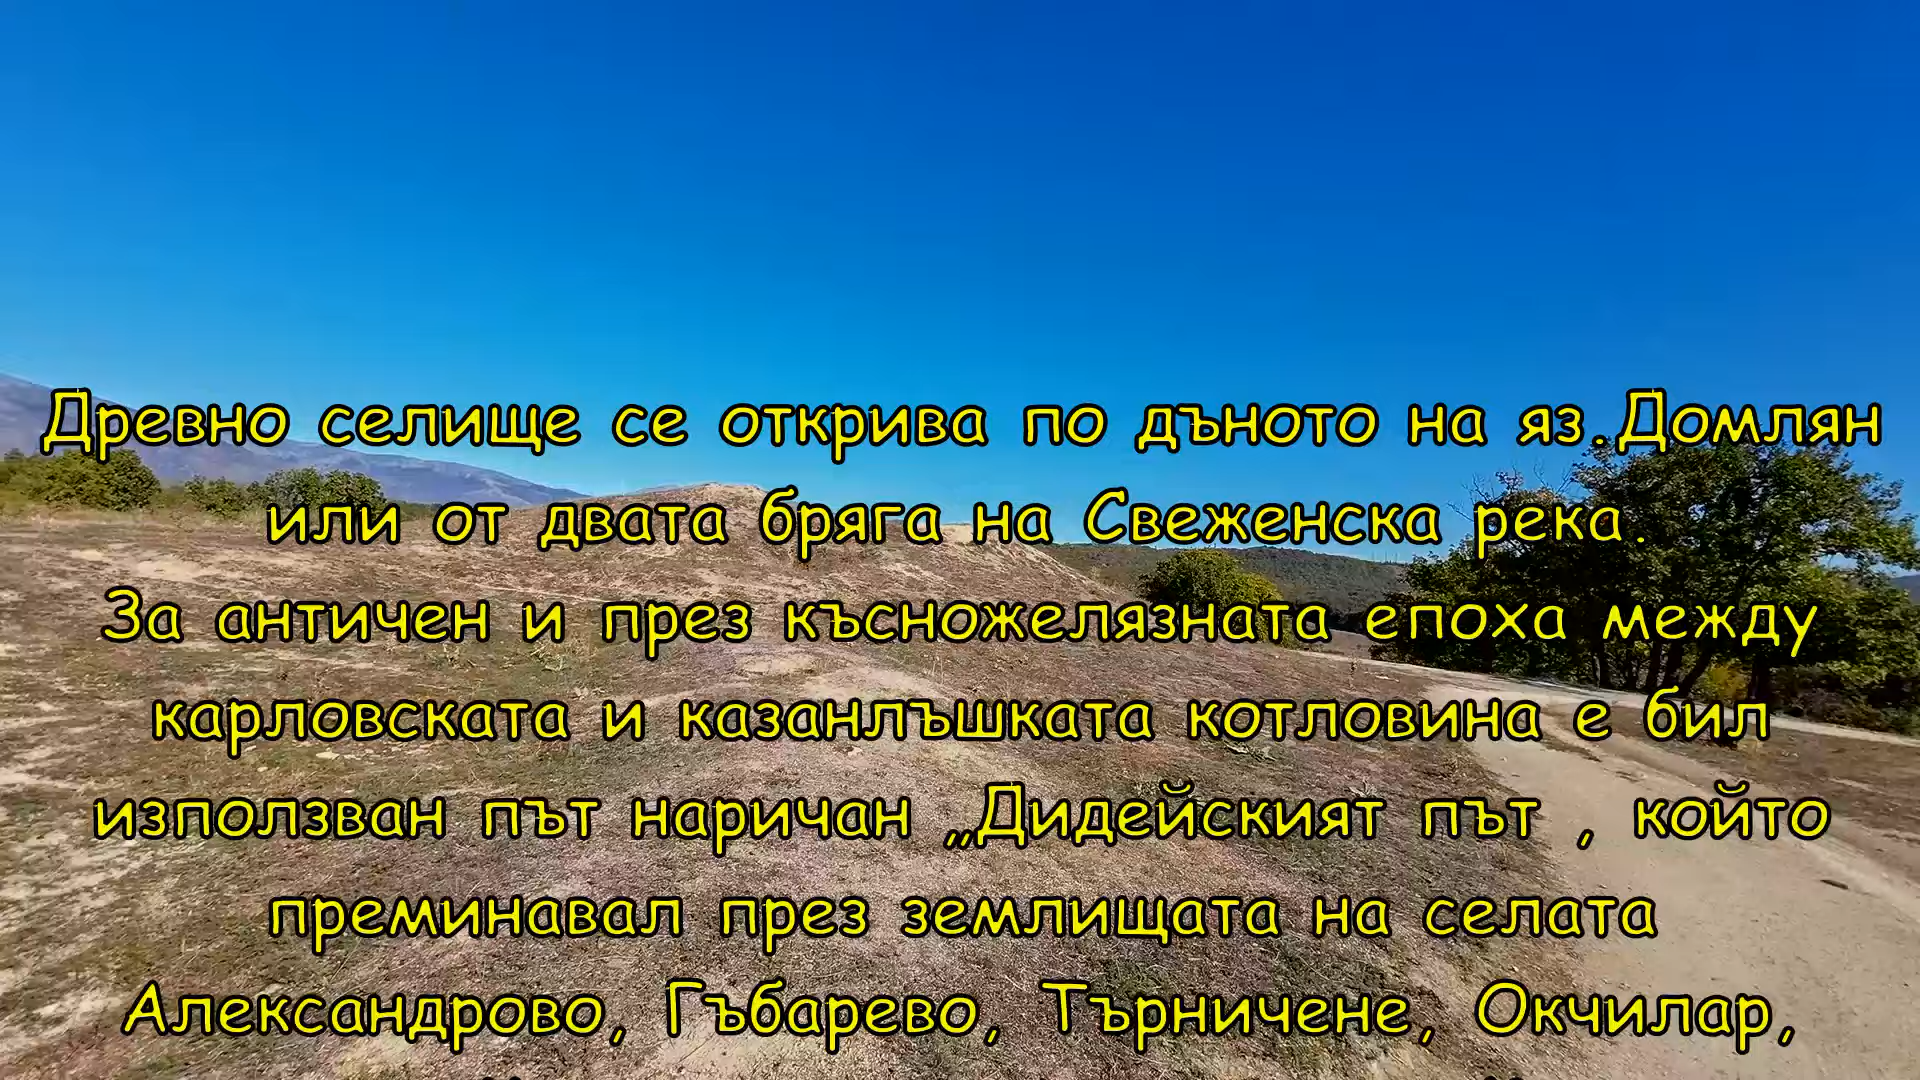 Древно селище се открива по дъното на яз.Домлян
или от двата бряга на Свеженска река.
За античен и през късножелязната епоха между
карловската и казанлъшката котловина е бил
използван път наричан „Дидейският път , който
преминавал през землищата на селата
Александрово, Гъбарево, Търничене, Окчилар,